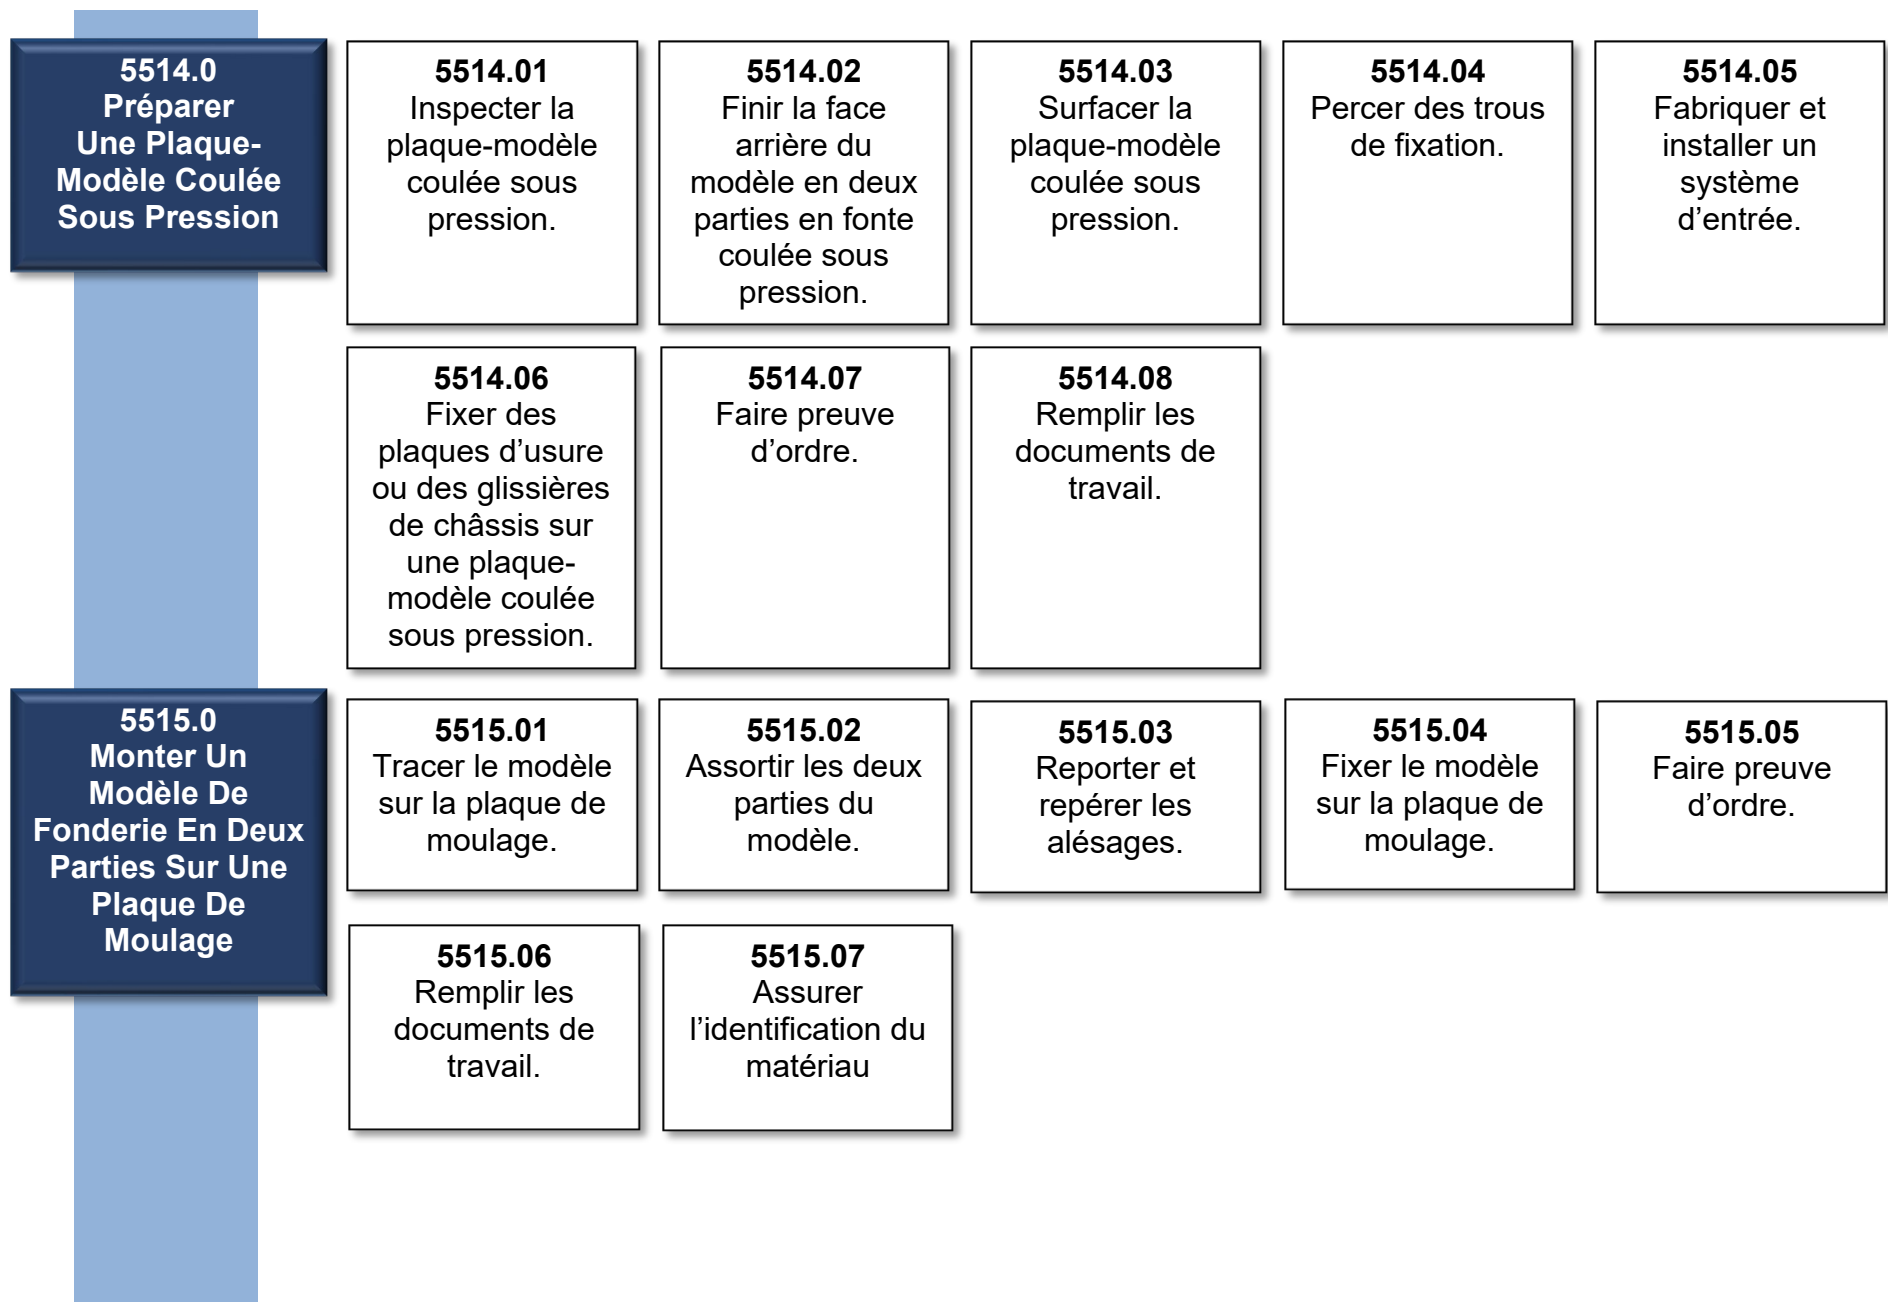 5514.0
Préparer
Une Plaque-
Modèle Coulée
Sous Pression
5514.01
Inspecter la
plaque-modèle
coulée sous
pression.
5514.02
Finir la face
arrière du
modèle en deux
parties en fonte
coulée sous
pression.
5514.03
Surfacer la
plaque-modèle
coulée sous
pression.
5514.04
Percer des trous
de fixation.
5514.05
Fabriquer et
installer un
système
d’entrée.
5514.06
Fixer des
plaques d’usure
ou des glissières
de châssis sur
une plaque-
modèle coulée
sous pression.
5514.07
Faire preuve
d’ordre.
5514.08
Remplir les
documents de
travail.
5515.0
Monter Un
Modèle De
Fonderie En Deux
Parties Sur Une
Plaque De
Moulage
5515.01
Tracer le modèle
sur la plaque de
moulage.
5515.02
Assortir les deux
parties du
modèle.
5515.03
Reporter et
repérer les
alésages.
5515.04
Fixer le modèle
sur la plaque de
moulage.
5515.05
Faire preuve
d’ordre.
5515.06
Remplir les
documents de
travail.
5515.07
Assurer
l’identification du
matériau